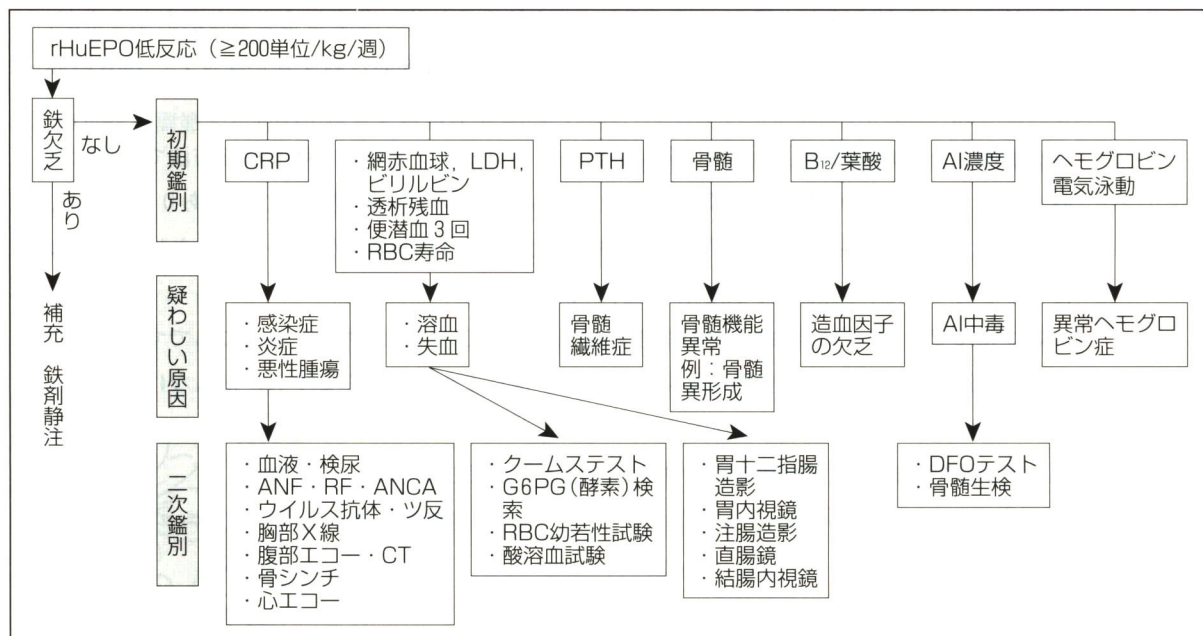 rHuEPO低反応（≧200単位/kg/週）
鉄欠乏
なし
あり
補充 鉄剤静注
初期鑑別
CRP
・網赤血球，LDH，
ビリルビン
・透析残血
・便潜血3回
・RBC寿命
PTH
骨髄
B₁₂/葉酸
Al濃度
ヘモグロビン
電気泳動
疑わしい原因
・感染症
・炎症
・悪性腫瘍
・溶血
・失血
骨髄
繊維症
骨髄機能
異常
例：骨髄
異形成
造血因子
の欠乏
Al中毒
異常ヘモグロ
ビン症
二次鑑別
・血液・検尿
・ANF・RF・ANCA
・ウイルス抗体・ツ反
・胸部X線
・腹部エコー・CT
・骨シンチ
・心エコー
・クームステスト
・G6PG（酵素）検
索
・RBC幼若性試験
・酸溶血試験
・胃十二指腸
造影
・胃内視鏡
・注腸造影
・直腸鏡
・結腸内視鏡
・DFOテスト
・骨髄生検